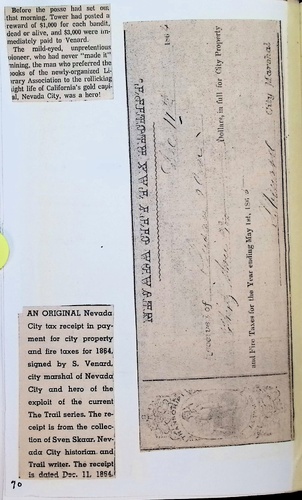 Before the posse had set out
that morning, Tower had posted a
reward of $1,000 for each bandit,
dead or alive, and $3,000 were im-
mediately paid to Venard.
The mild-eyed, unpretentious
pioneer, who had never "made it"
mining, the man who preferred the
books of the newly-organized Li-
brary Association to the rollicking
night life of California's gold capi-
tal, Nevada City, was a hero!
186
Dec 11th
Received of
Dollars, in full for City Property
and Fire Taxes for the Year ending May 1st, 186
S Venard City Marshal
AN ORIGINAL Nevada
City tax receipt in pay-
ment for city property
and fire taxes for 1864,
signed by S. Venard,
city marshal of Nevada
City and hero of the
exploit of the current
The Trail series. The re-
ceipt is from the collec-
tion of Sven Skaar, Nev-
ada City historian and
Trail writer. The receipt
is dated Dec. 11, 1864.
70